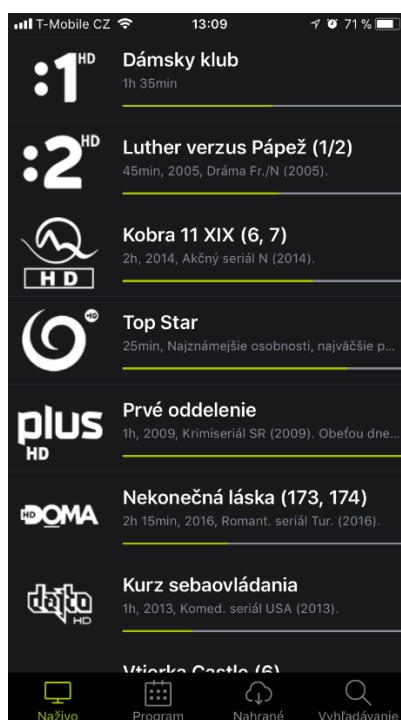 T-Mobile CZ 13:09 71 %
:1 HD
Dámsky klub
1h 35min
:2 HD
Luther verzus Pápež (1/2)
45min, 2005, Dráma Fr./N (2005).
HD
Kobra 11 XIX (6, 7)
2h, 2014, Akčný seriál N (2014).
HD
Top Star
25min, Najznámejšie osobnosti, najväčšie p...
plus
HD
Prvé oddelenie
1h, 2009, Krimiseriál SR (2009). Obeťou dne...
HD DOMA
Nekonečná láska (173, 174)
2h 15min, 2016, Romant. seriál Tur. (2016).
dajto
HD
Kurz sebaovládania
1h, 2013, Komed. seriál USA (2013).
Vtierka Castle (6)
Naživo Program Nahrané Vyhľadávanie